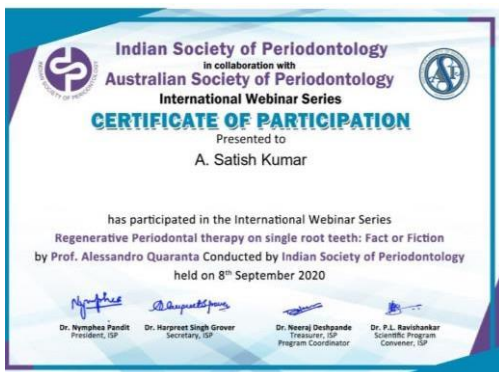 Indian Society of Periodontology
in collaboration with
Australian Society of Periodontology
International Webinar Series
CERTIFICATE OF PARTICIPATION
Presented to
A. Satish Kumar
has participated in the International Webinar Series
Regenerative Periodontal therapy on single root teeth: Fact or Fiction
by Prof. Alessandro Quaranta Conducted by Indian Society of Periodontology
held on 8th September 2020
Dr. Nymphea Pandit
President, ISP
Dr. Harpreet Singh Grover
Secretary, ISP
Dr. Neeraj Deshpande
Treasurer, ISP
Program Coordinator
Dr. P.L. Ravishankar
Scientific Program
Convener, ISP